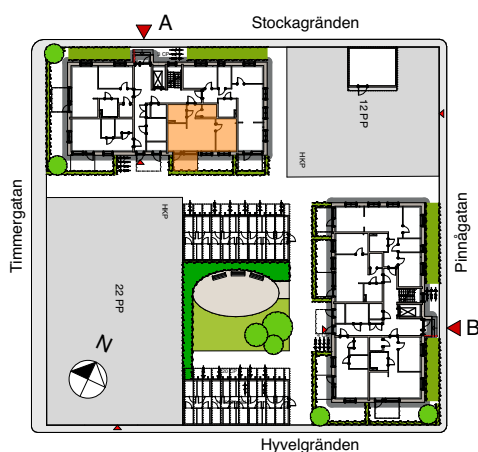 A
Stockagränden
12 PP
HKP
Timmergatan
Pinnågatan
HKP
22 PP
B
N
Hyvelgränden